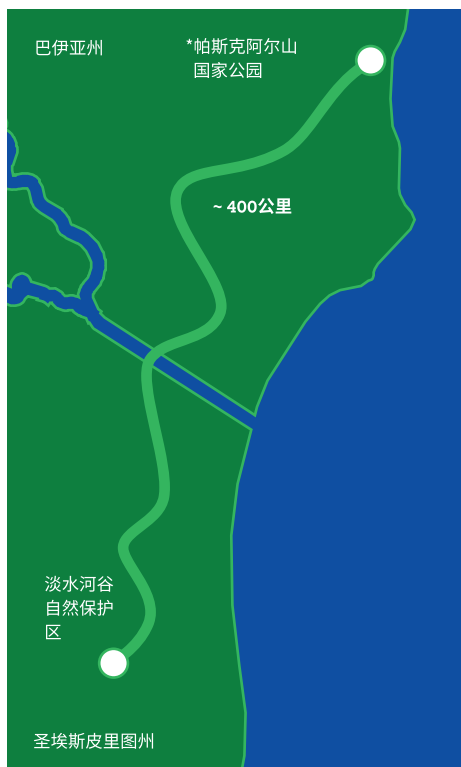 巴伊亚州
*帕斯克阿尔山
国家公园
~ 400公里
淡水河谷
自然保护
区
圣埃斯皮里图州